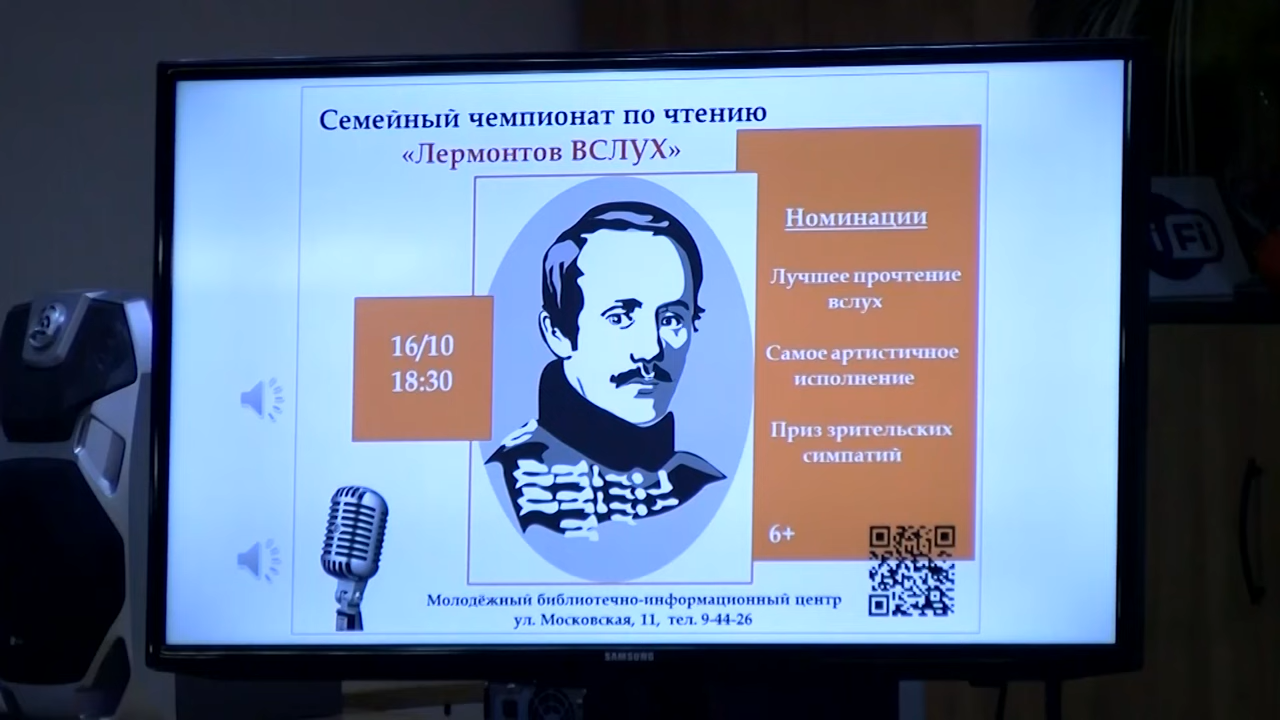 Семейный чемпионат по чтению
«Лермонтов ВСЛУХ»
Номинации
Лучшее прочтение
вслух
Самое артистичное
исполнение
Приз зрительских
симпатий
16/10
18:30
6+
Молодёжный библиотечно-информационный центр
ул. Московская, 11, тел. 9-44-26
SAMSUNG
Fi